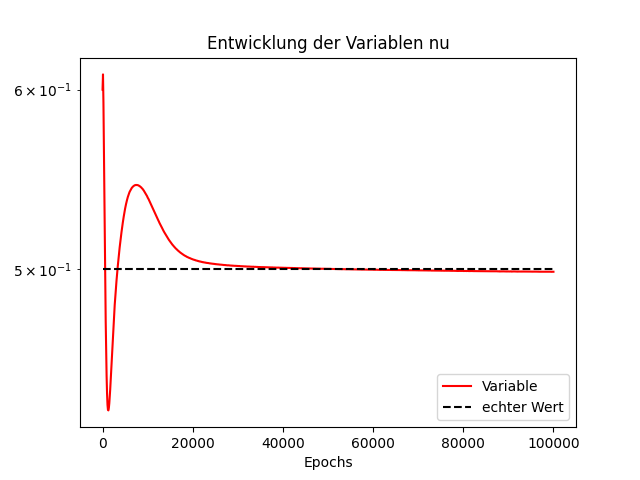 Entwicklung der Variablen nu
6 × 10⁻¹
5 × 10⁻¹
Variable
echter Wert
0 20000 40000 60000 80000 100000
Epochs